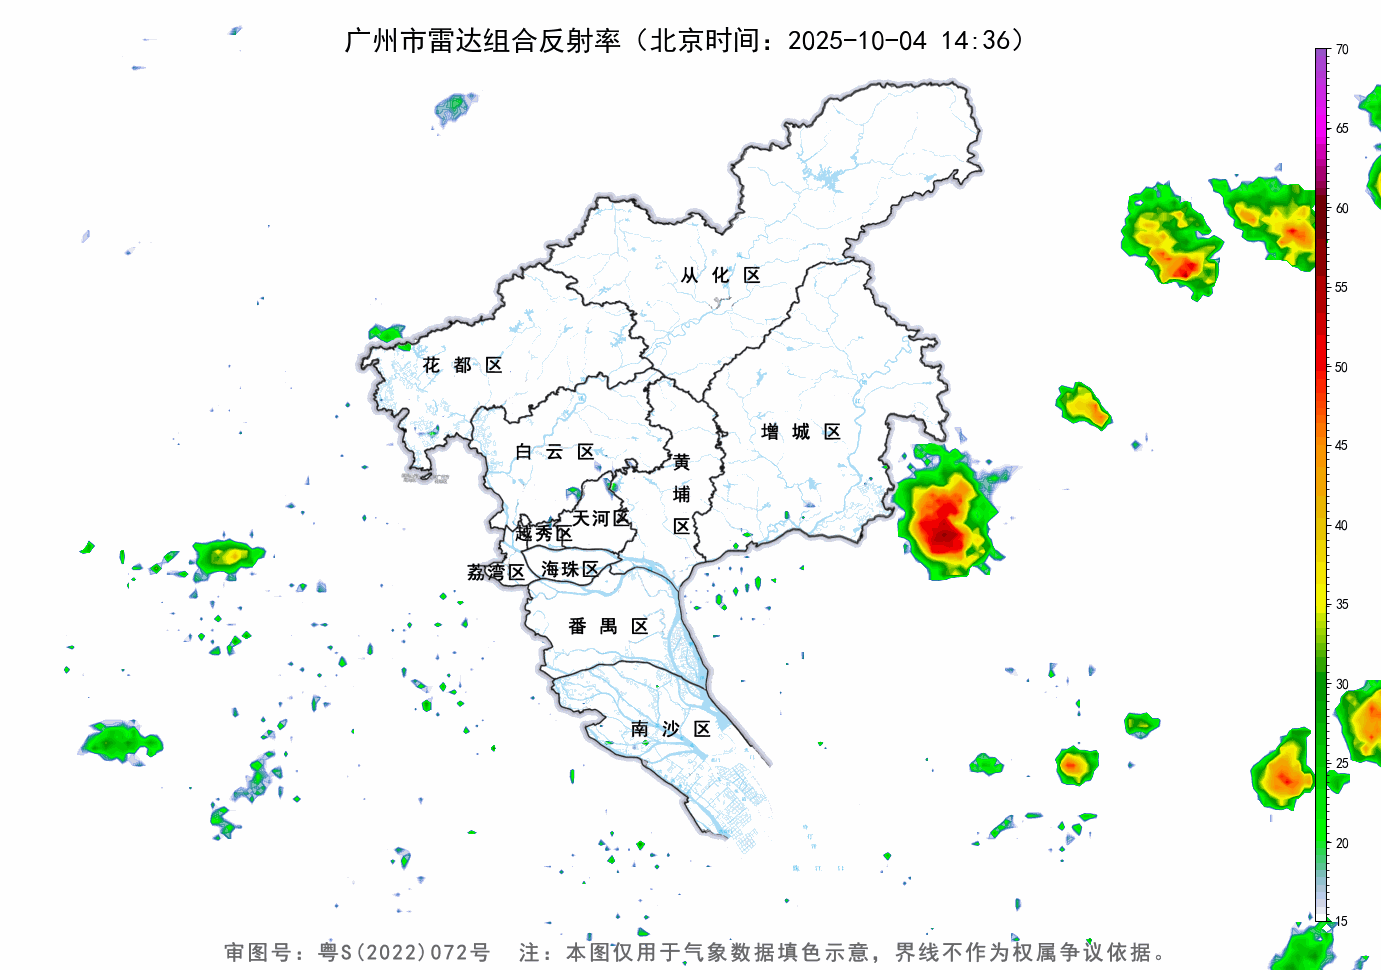 广州市雷达组合反射率（北京时间：2025-10-04 14:36）
70
65
60
55
50
45
40
35
30
25
20
15
从化区
花都区
增城区
白云区
黄埔区
天河区
越秀区
荔湾区
海珠区
番禺区
南沙区
审图号：粤S(2022)072号 注：本图仅用于气象数据填色示意，界线不作为权属争议依据。